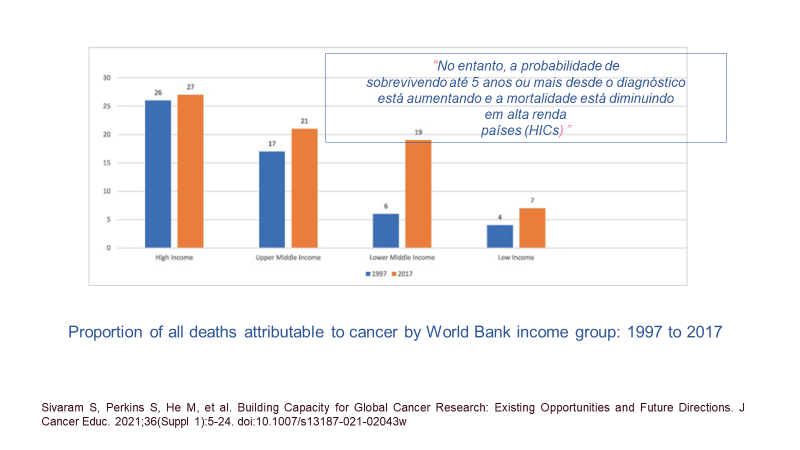 “No entanto, a probabilidade de
sobrevivendo até 5 anos ou mais desde o diagnóstico
está aumentando e a mortalidade está diminuindo
em alta renda
países (HICs) ”
30
25
20
15
10
5
0
26
27
17
21
6
19
4
7
High Income
Upper Middle Income
Lower Middle Income
Low Income
1997 2017
Proportion of all deaths attributable to cancer by World Bank income group: 1997 to 2017
Sivaram S, Perkins S, He M, et al. Building Capacity for Global Cancer Research: Existing Opportunities and Future Directions. J
Cancer Educ. 2021;36(Suppl 1):5-24. doi:10.1007/s13187-021-02043w